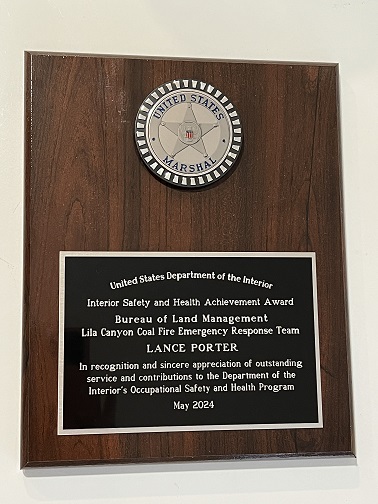 UNITED STATES
MARSHAL
United States Department of the Interior
Interior Safety and Health Achievement Award
Bureau of Land Management
Lila Canyon Coal Fire Emergency Response Team
LANCE PORTER
In recognition and sincere appreciation of outstanding
service and contributions to the Department of the
Interior's Occupational Safety and Health Program
May 2024